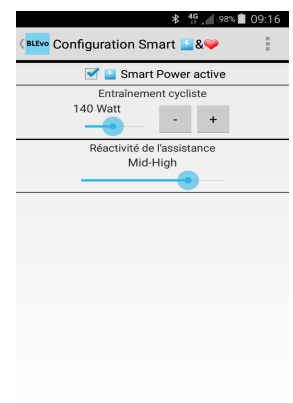 4G 98% 09:16
BLEvo Configuration Smart &
Smart Power active
Entraînement cycliste
140 Watt
- +
Réactivité de l'assistance
Mid-High